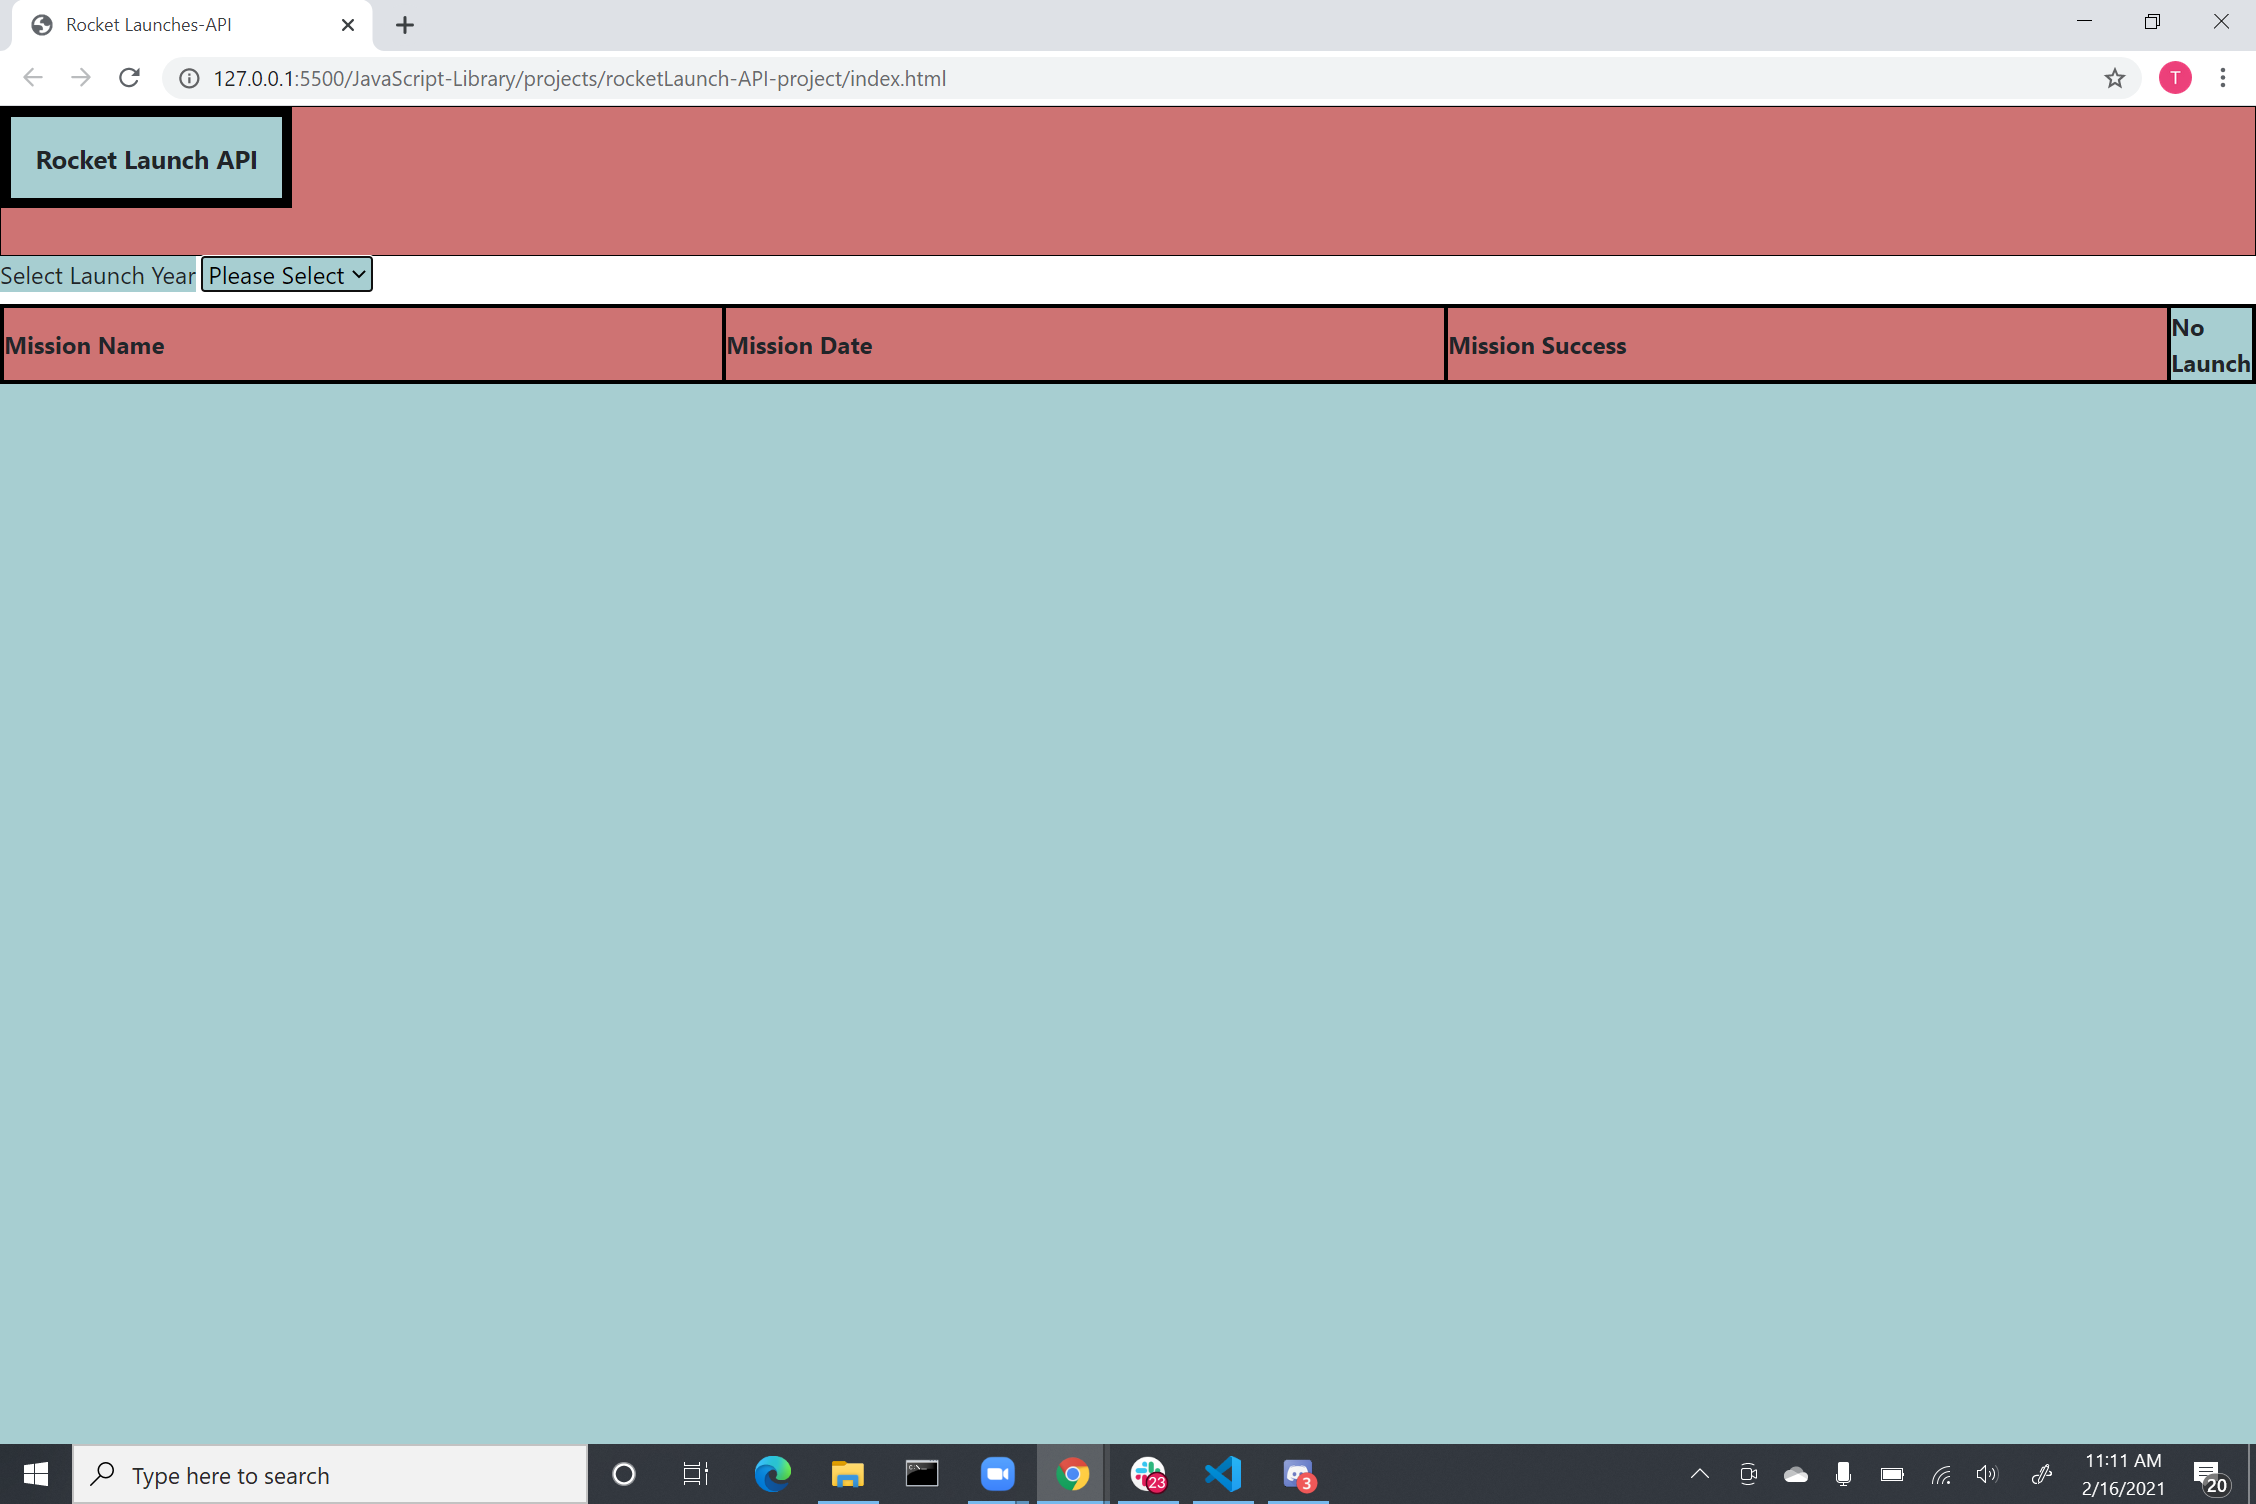 Rocket Launches-API
127.0.0.1:5500/JavaScript-Library/projects/rocketLaunch-API-project/index.html
T
Rocket Launch API
Select Launch Year Please Select
Mission Name Mission Date Mission Success No Launch
Type here to search
23
3
11:11 AM
2/16/2021
20